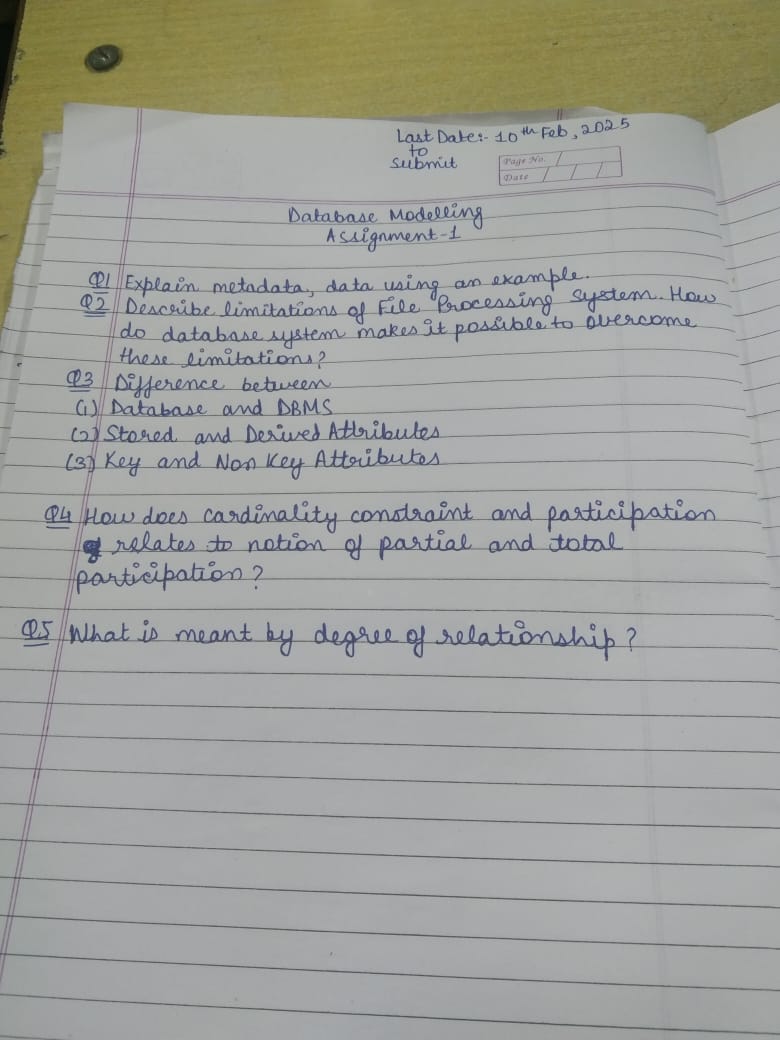 Last Date:- 10th Feb, 2025
to
Submit
Page No.
Date
Database Modelling
Assignment-1
Q1 Explain metadata, data using an example.
Q2 Describe limitations of File Processing system. How
do database system makes it possible to overcome
these limitations?
Q3 Difference between
(1) Database and DBMS
(2) Stored and Derived Attributes
(3) Key and Non Key Attributes
Q4 How does cardinality constraint and participation
relates to notion of partial and total
participation?
Q5 What is meant by degree of relationship?